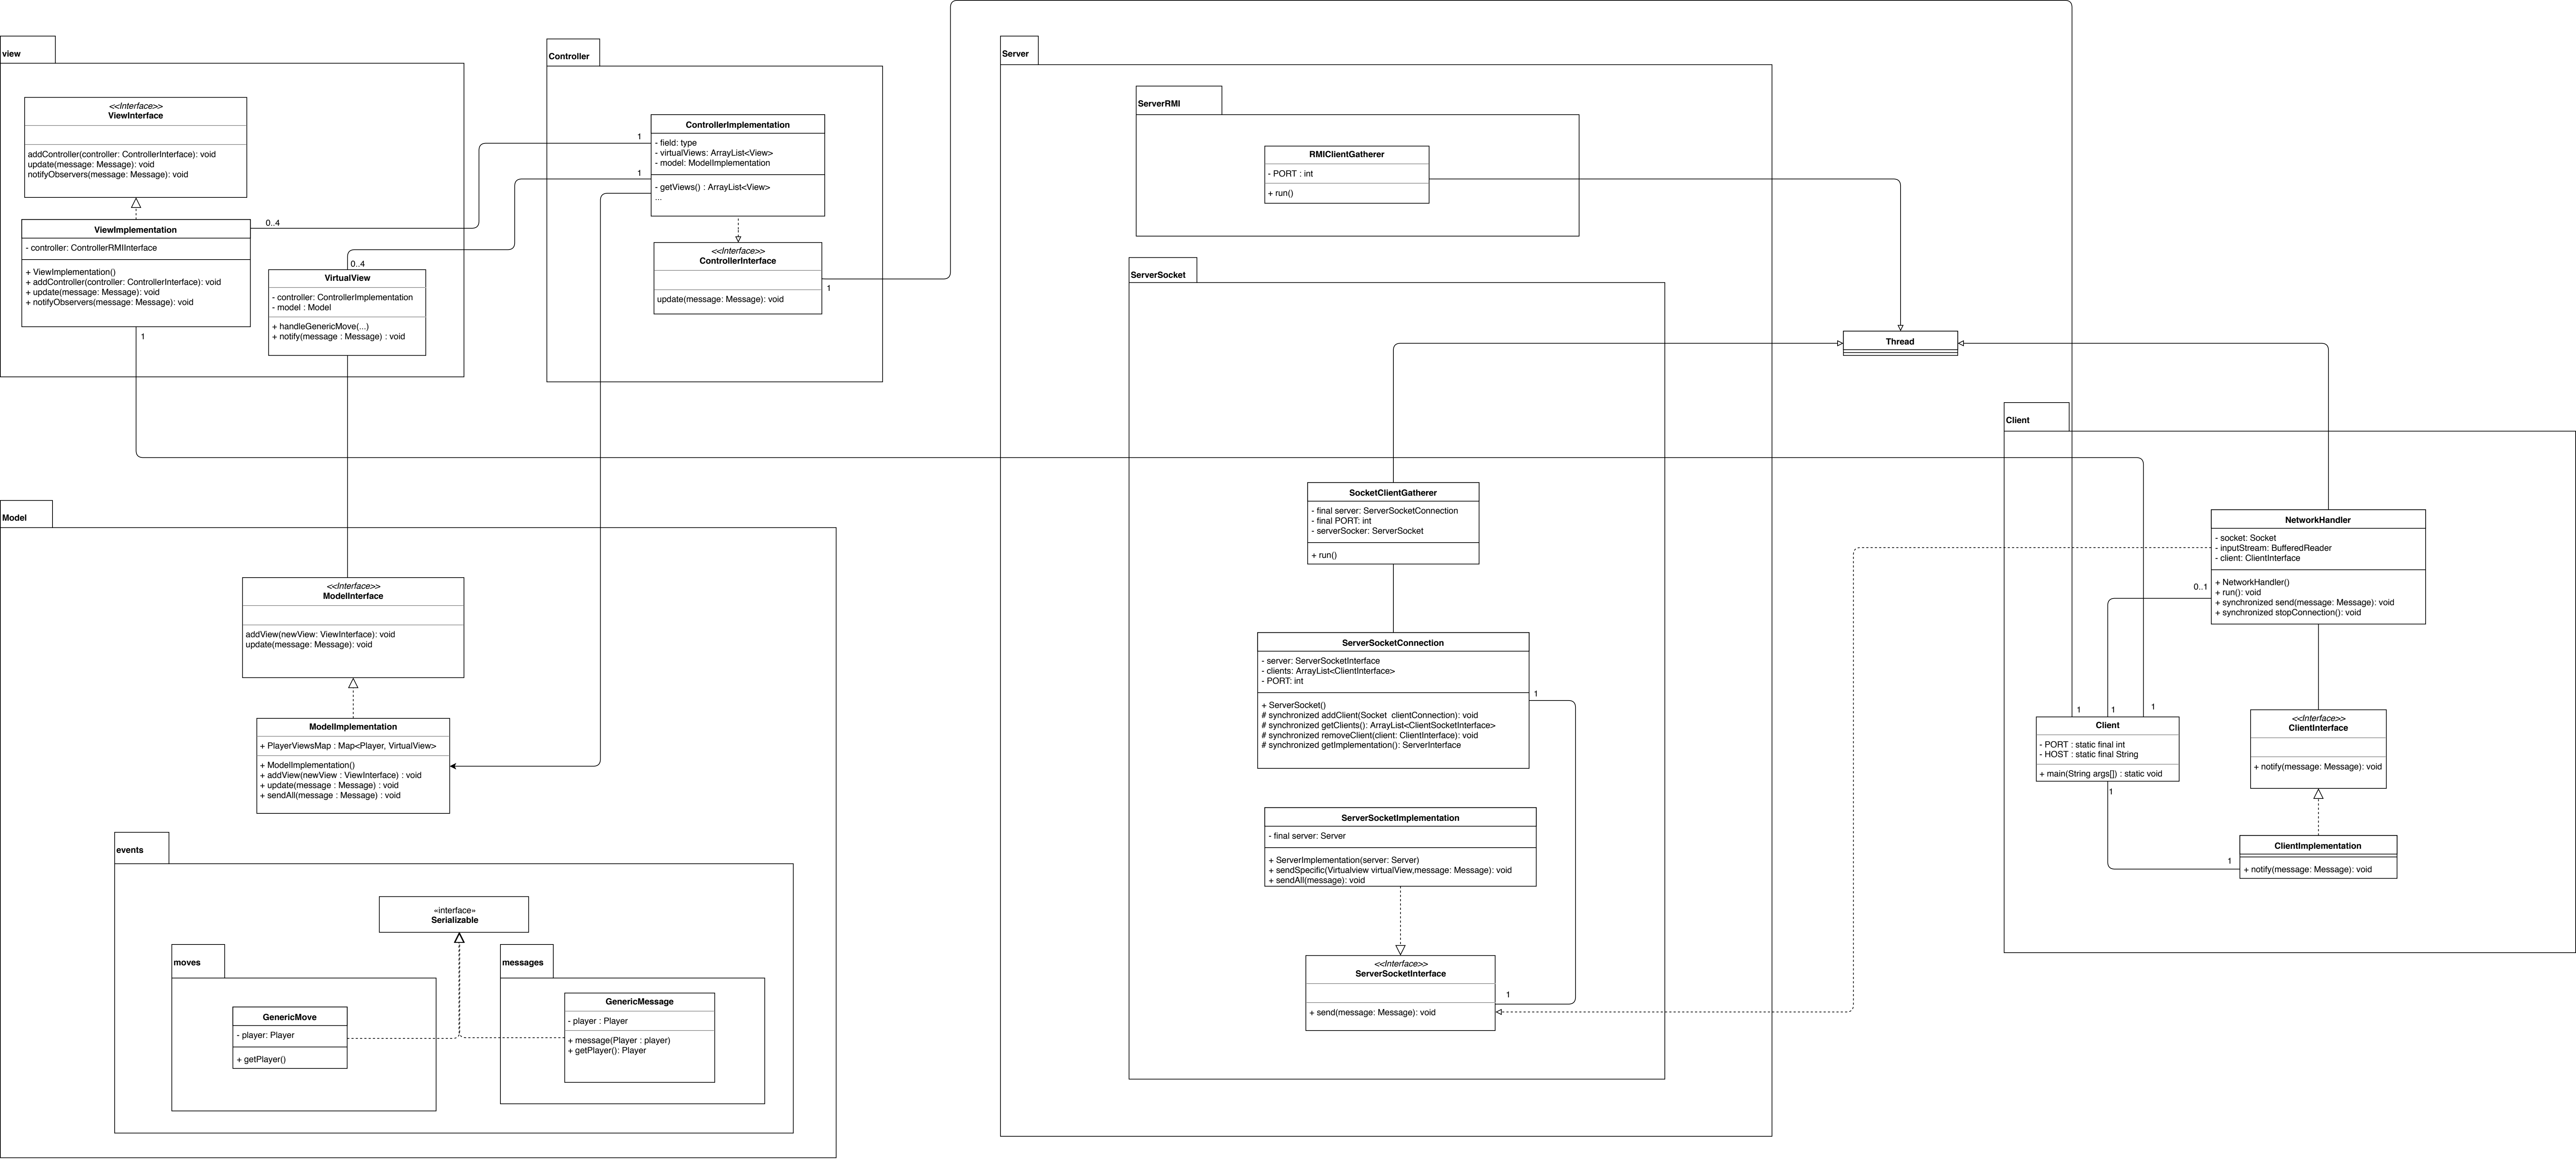 view
<<Interface>>
ViewInterface
addController(controller: ControllerInterface): void
update(message: Message): void
notifyObservers(message: Message): void
ViewImplementation
- controller: ControllerRMIInterface
+ ViewImplementation()
+ addController(controller: ControllerInterface): void
+ update(message: Message): void
+ notifyObservers(message: Message): void
0..4
1
VirtualView
- controller: ControllerImplementation
- model : Model
+ handleGenericMove(...)
+ notify(message : Message) : void
0..4
Controller
1
1
ControllerImplementation
- field: type
- virtualViews: ArrayList<View>
- model: ModelImplementation
- getViews() : ArrayList<View>
...
<<Interface>>
ControllerInterface
update(message: Message): void
1
Server
ServerRMI
RMIClientGatherer
- PORT : int
+ run()
ServerSocket
SocketClientGatherer
- final server: ServerSocketConnection
- final PORT: int
- serverSocker: ServerSocket
+ run()
ServerSocketConnection
- server: ServerSocketInterface
- clients: ArrayList<ClientInterface>
- PORT: int
+ ServerSocket()
# synchronized addClient(Socket  clientConnection): void
# synchronized getClients(): ArrayList<ClientSocketInterface>
# synchronized removeClient(client: ClientInterface): void
# synchronized getImplementation(): ServerInterface
1
ServerSocketImplementation
- final server: Server
+ ServerImplementation(server: Server)
+ sendSpecific(Virtualview virtualView,message: Message): void
+ sendAll(message): void
<<Interface>>
ServerSocketInterface
+ send(message: Message): void
1
Thread
Client
NetworkHandler
- socket: Socket
- inputStream: BufferedReader
- client: ClientInterface
+ NetworkHandler()
+ run(): void
+ synchronized send(message: Message): void
+ synchronized stopConnection(): void
0..1
1
1
1
Client
- PORT : static final int
- HOST : static final String
+ main(String args[]) : static void
1
<<Interface>>
ClientInterface
+ notify(message: Message): void
ClientImplementation
+ notify(message: Message): void
1
Model
<<Interface>>
ModelInterface
addView(newView: ViewInterface): void
update(message: Message): void
ModelImplementation
+ PlayerViewsMap : Map<Player, VirtualView>
+ ModelImplementation()
+ addView(newView : ViewInterface) : void
+ update(message : Message) : void
+ sendAll(message : Message) : void
events
«interface»
Serializable
moves
GenericMove
- player: Player
+ getPlayer()
messages
GenericMessage
- player : Player
+ message(Player : player)
+ getPlayer(): Player